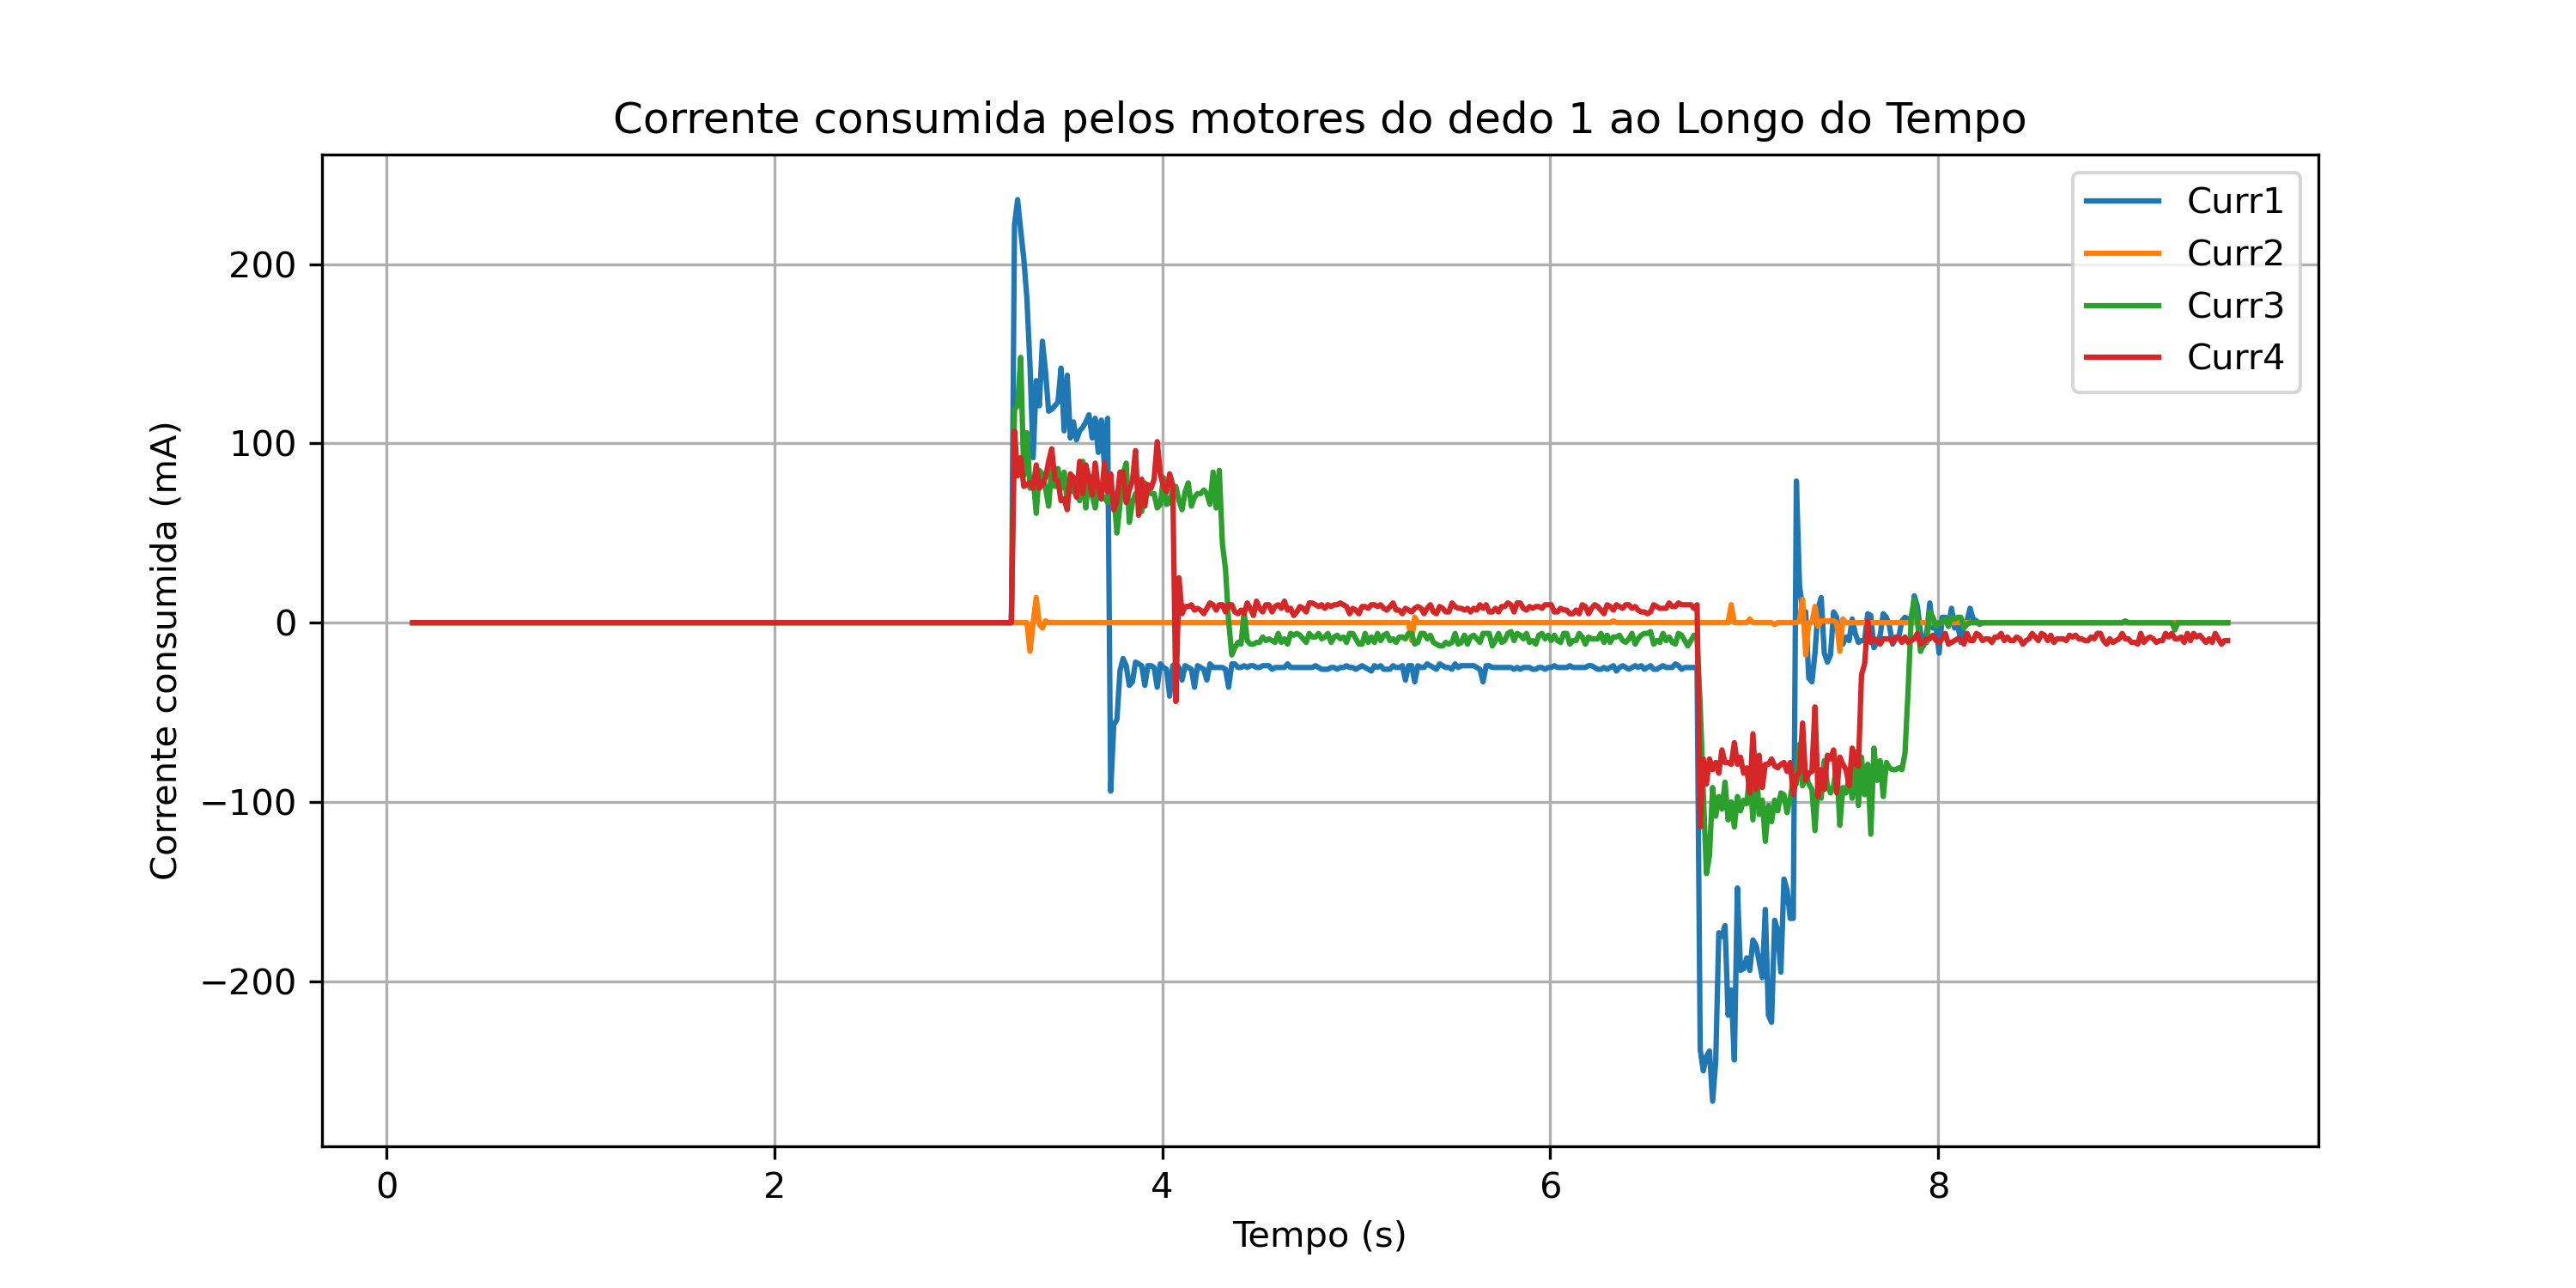 Corrente consumida pelos motores do dedo 1 ao Longo do Tempo
Curr1
Curr2
Curr3
Curr4
200
100
0
−100
−200
Corrente consumida (mA)
0 2 4 6 8
Tempo (s)